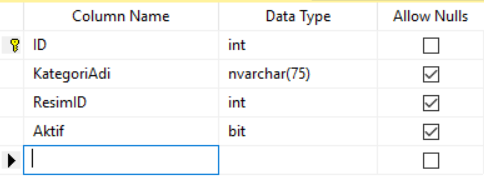 Column Name Data Type Allow Nulls
ID int
KategoriAdi nvarchar(75)
ResimID int
Aktif bit